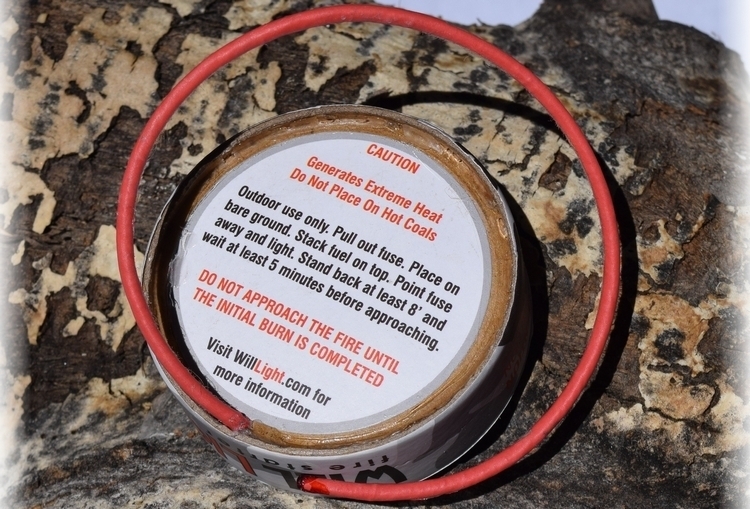 CAUTION
Generates Extreme Heat
Do Not Place On Hot Coals
Outdoor use only. Pull out fuse. Place on
bare ground. Stack fuel on top. Point fuse
away and light. Stand back at least 8' and
wait at least 5 minutes before approaching.
DO NOT APPROACH THE FIRE UNTIL
THE INITIAL BURN IS COMPLETED
Visit WillLight.com for
more information
fire